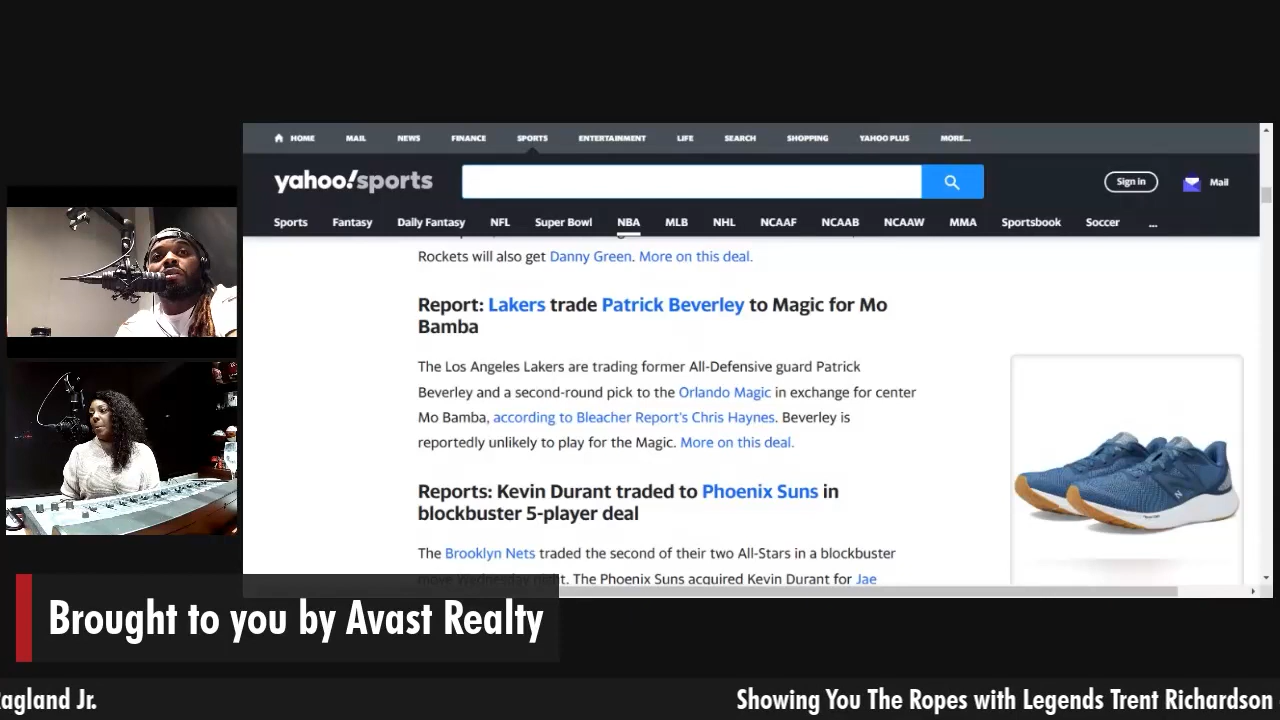 HOME MAIL NEWS FINANCE SPORTS ENTERTAINMENT LIFE SEARCH SHOPPING YAHOO PLUS MORE...
yahoo!sports
Sign in
Mail
Sports Fantasy Daily Fantasy NFL Super Bowl NBA MLB NHL NCAAF NCAAB NCAAW MMA Sportsbook Soccer ...
Rockets will also get Danny Green. More on this deal.
Report: Lakers trade Patrick Beverley to Magic for Mo
Bamba
The Los Angeles Lakers are trading former All-Defensive guard Patrick
Beverley and a second-round pick to the Orlando Magic in exchange for center
Mo Bamba, according to Bleacher Report's Chris Haynes. Beverley is
reportedly unlikely to play for the Magic. More on this deal.
Reports: Kevin Durant traded to Phoenix Suns in
blockbuster 5-player deal
The Brooklyn Nets traded the second of their two All-Stars in a blockbuster
move Wednesday night. The Phoenix Suns acquired Kevin Durant for Jae
Brought to you by Avast Realty
agland Jr.
Showing You The Ropes with Legends Trent Richardson